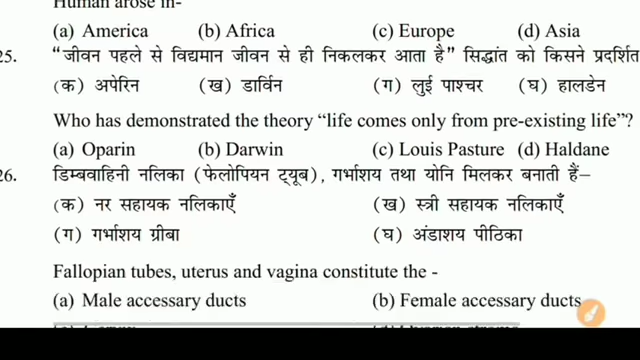 Human arose in-
(a) America (b) Africa (c) Europe (d) Asia
25. “जीवन पहले से विद्यमान जीवन से ही निकलकर आता है” सिद्धांत को किसने प्रदर्शित
(क) अपेरिन (ख) डार्विन (ग) लुई पाश्चर (घ) हालडेन
Who has demonstrated the theory “life comes only from pre-existing life”?
(a) Oparin (b) Darwin (c) Louis Pasture (d) Haldane
26. डिम्बवाहिनी नलिका (फेलोपियन ट्यूब), गर्भाशय तथा योनि मिलकर बनाती हैं–
(क) नर सहायक नलिकाएँ (ख) स्त्री सहायक नलिकाएँ
(ग) गर्भाशय ग्रीबा (घ) अंडाशय पीठिका
Fallopian tubes, uterus and vagina constitute the -
(a) Male accessary ducts (b) Female accessary ducts